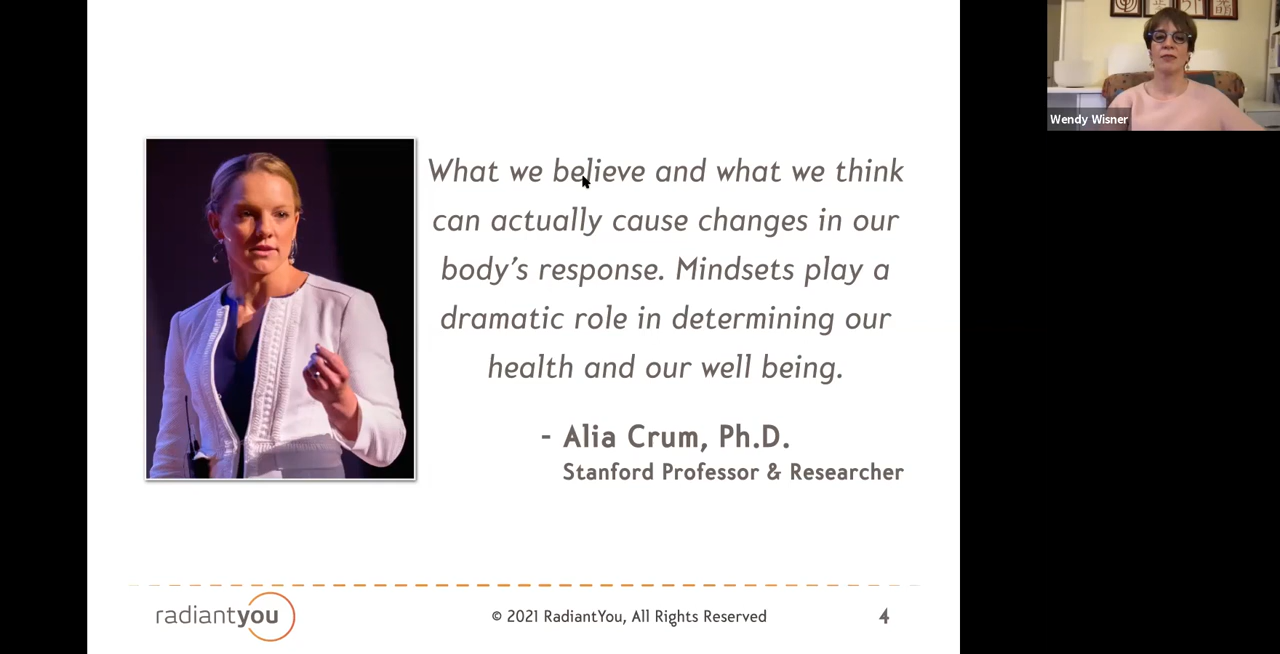 What we believe and what we think
can actually cause changes in our
body’s response. Mindsets play a
dramatic role in determining our
health and our well being.
- Alia Crum, Ph.D.
Stanford Professor & Researcher
radiantyou
© 2021 RadiantYou, All Rights Reserved
4
Wendy Wisner